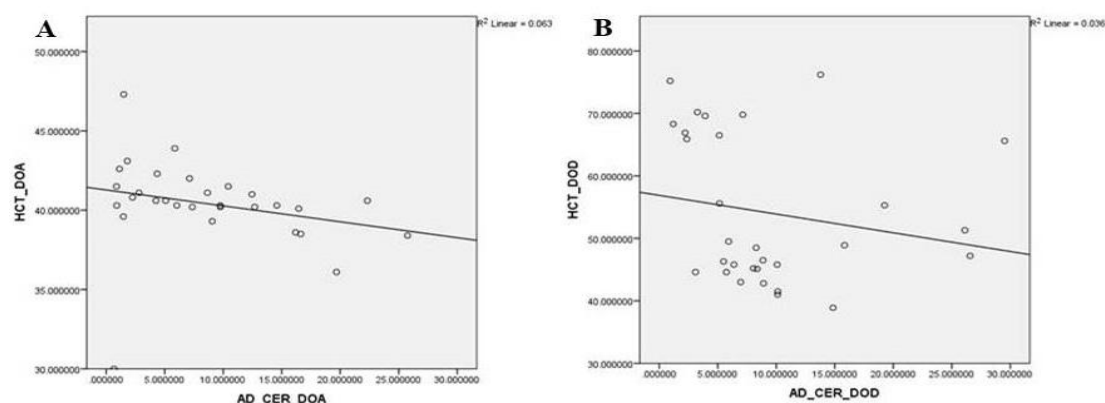 A
R² Linear = 0.063
50.000000
45.000000
40.000000
35.000000
30.000000
HCT_DOA
.000000 5.000000 10.000000 15.000000 20.000000 25.000000 30.000000
AD_CER_DOA
B
R² Linear = 0.036
80.000000
70.000000
60.000000
50.000000
40.000000
30.000000
HCT_DOD
.000000 5.000000 10.000000 15.000000 20.000000 25.000000 30.000000
AD_CER_DOD